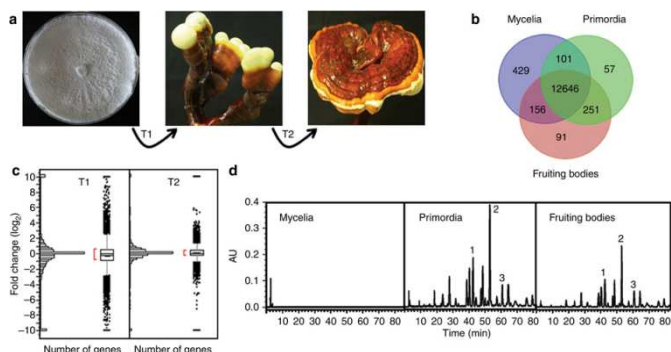 a
T1
T2
b
Mycelia
Primordia
429
101
57
12646
156
251
91
Fruiting bodies
c
T1
T2
10
8
6
4
2
0
−2
−4
−6
−8
−10
Fold change (log2)
Number of genes
Number of genes
d
AU
0.4
0.3
0.2
0.1
0.0
Mycelia
Primordia
Fruiting bodies
1
2
3
1
2
3
10 20 30 40 50 60 70 80
10 20 30 40 50 60 70 80
10 20 30 40 50 60 70 80
Time (min)